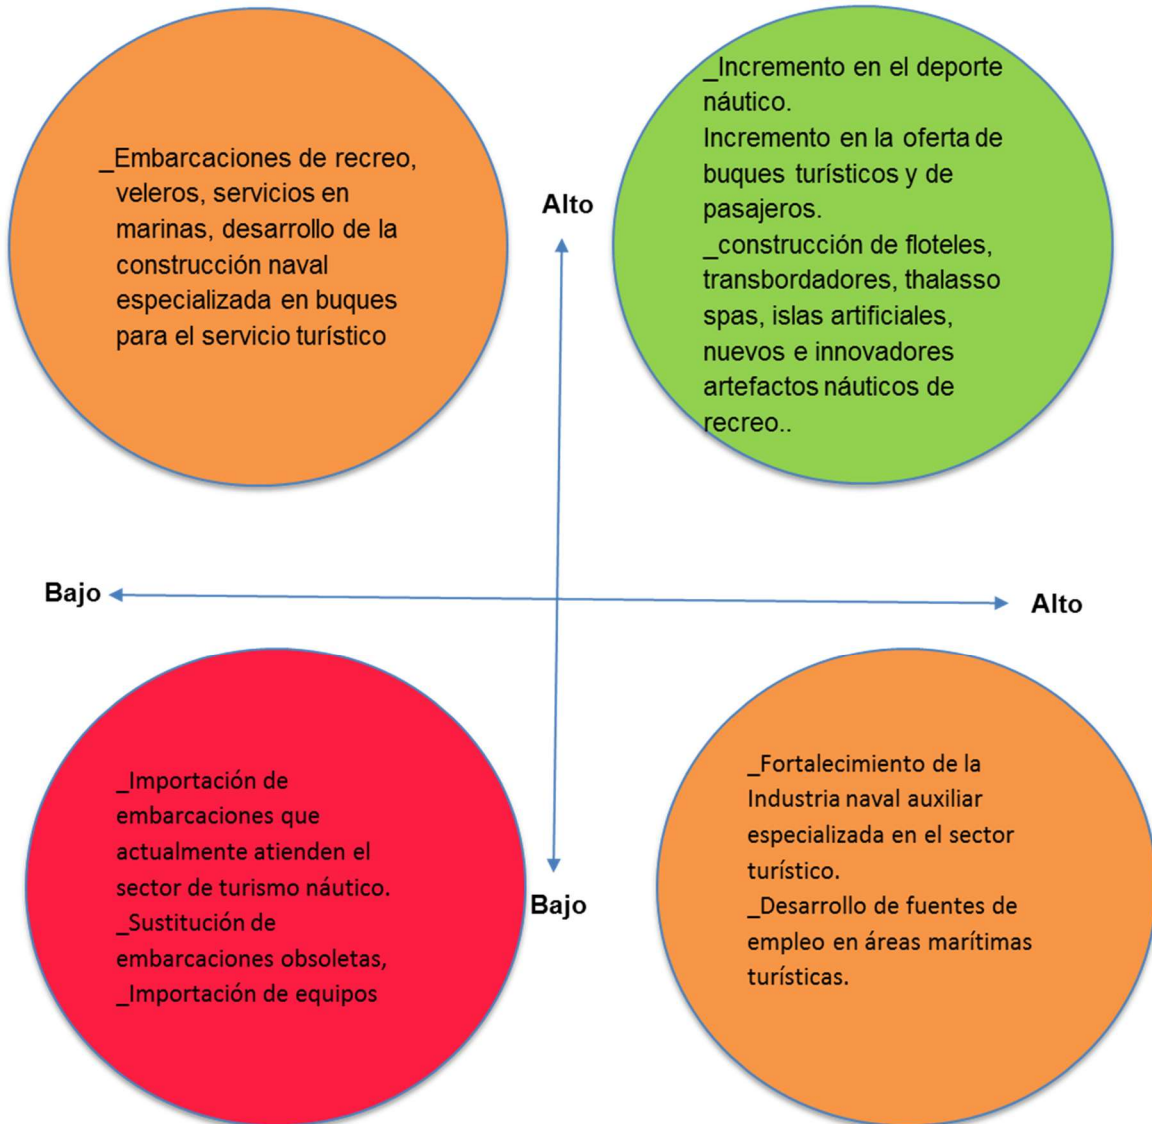 _Embarcaciones de recreo,
veleros, servicios en
marinas, desarrollo de la
construcción naval
especializada en buques
para el servicio turístico
_Incremento en el deporte
náutico.
Incremento en la oferta de
buques turísticos y de
pasajeros.
_construcción de floteles,
transbordadores, thalasso
spas, islas artificiales,
nuevos e innovadores
artefactos náuticos de
recreo..
Alto
Bajo
Alto
_Importación de
embarcaciones que
actualmente atienden el
sector de turismo náutico.
_Sustitución de
embarcaciones obsoletas,
_Importación de equipos
Bajo
_Fortalecimiento de la
Industria naval auxiliar
especializada en el sector
turístico.
_Desarrollo de fuentes de
empleo en áreas marítimas
turísticas.